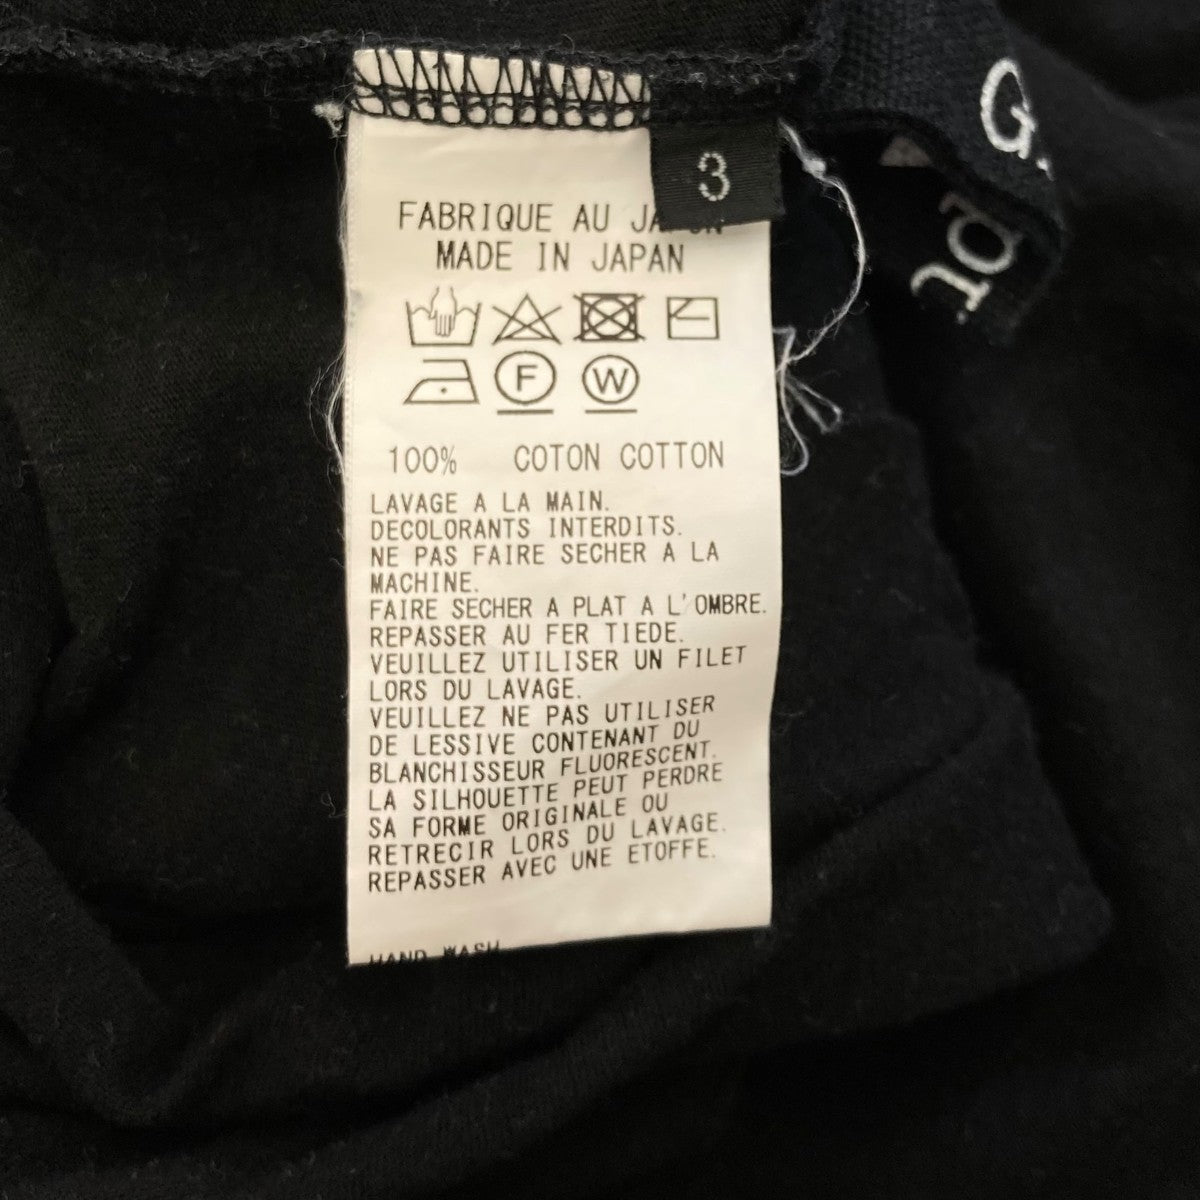 3
FABRIQUE AU JAPON
MADE IN JAPAN
F W
100% COTON COTTON
LAVAGE A LA MAIN.
DECOLORANTS INTERDITS.
NE PAS FAIRE SECHER A LA
MACHINE.
FAIRE SECHER A PLAT A L'OMBRE.
REPASSER AU FER TIEDE.
VEUILLEZ UTILISER UN FILET
LORS DU LAVAGE.
VEUILLEZ NE PAS UTILISER
DE LESSIVE CONTENANT DU
BLANCHISSEUR FLUORESCENT.
LA SILHOUETTE PEUT PERDRE
SA FORME ORIGINALE OU
RETRECIR LORS DU LAVAGE.
REPASSER AVEC UNE ETOFFE.
HAND WASH
G.